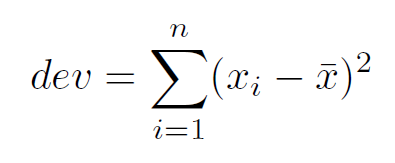 dev = \sum_{i=1}^{n} (x_i - \bar{x})^2